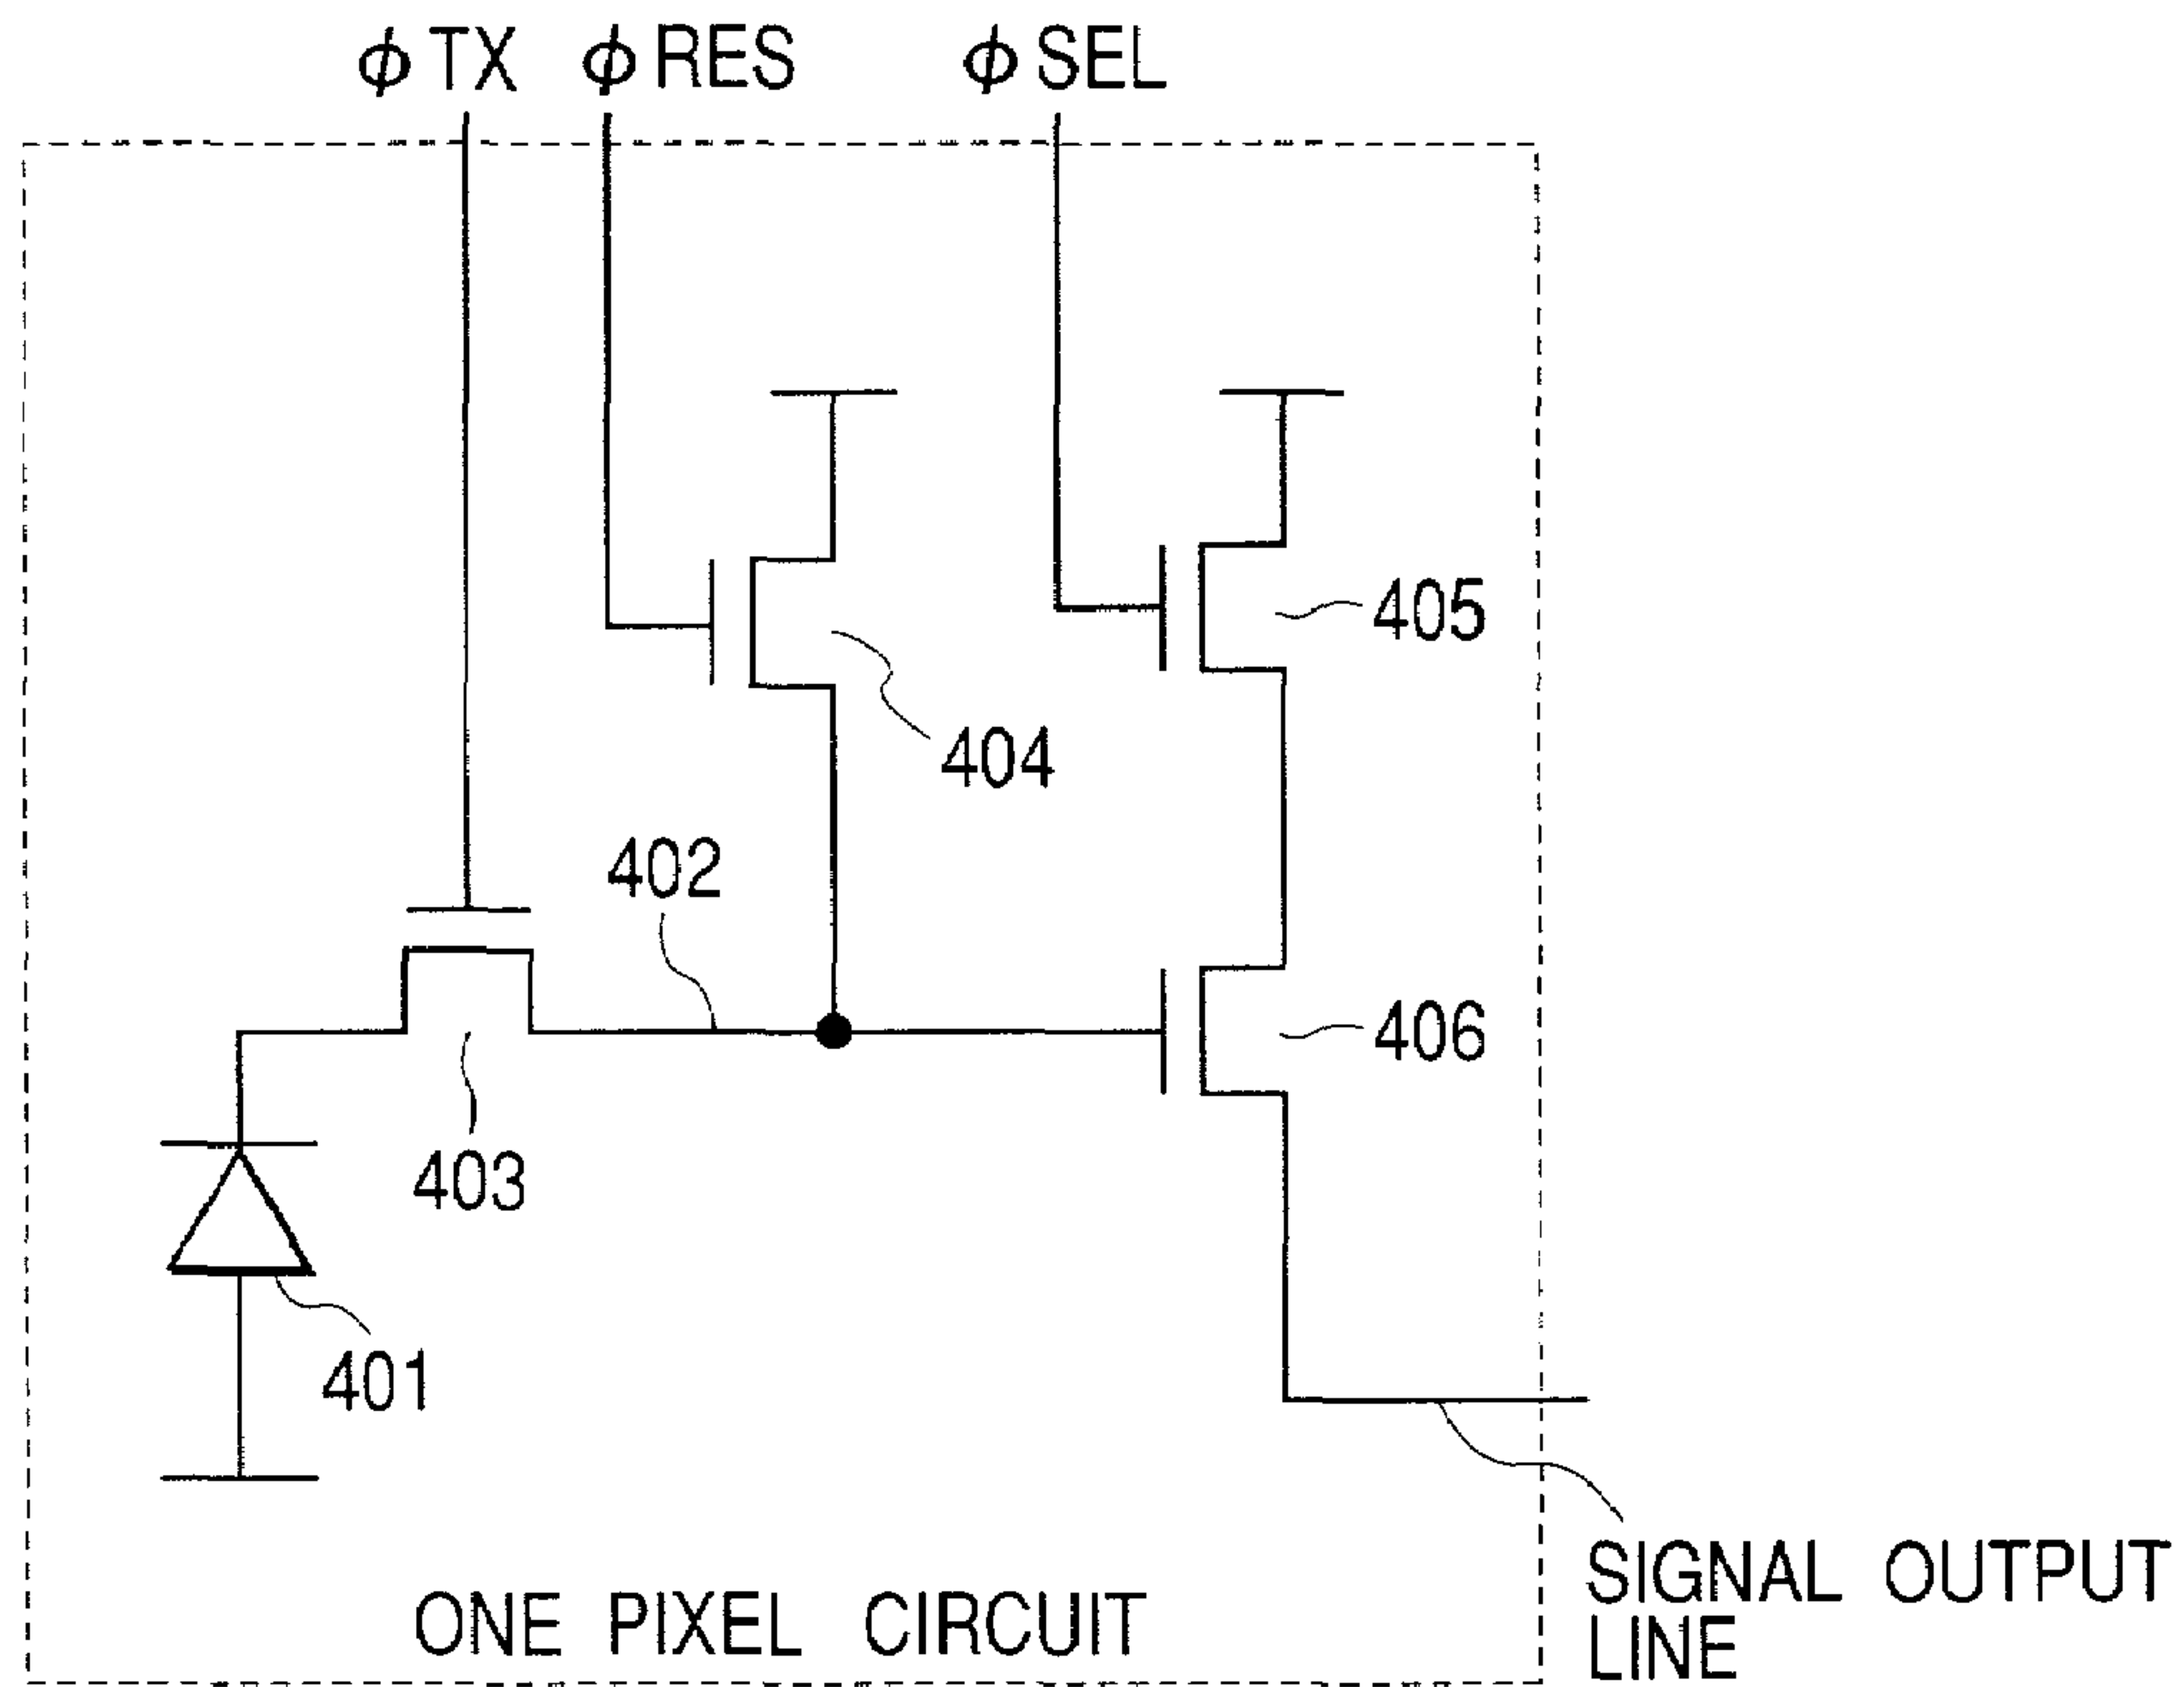 ϕTX ϕRES ϕSEL
405
404
402
406
403
401
SIGNAL OUTPUT
LINE
ONE PIXEL CIRCUIT